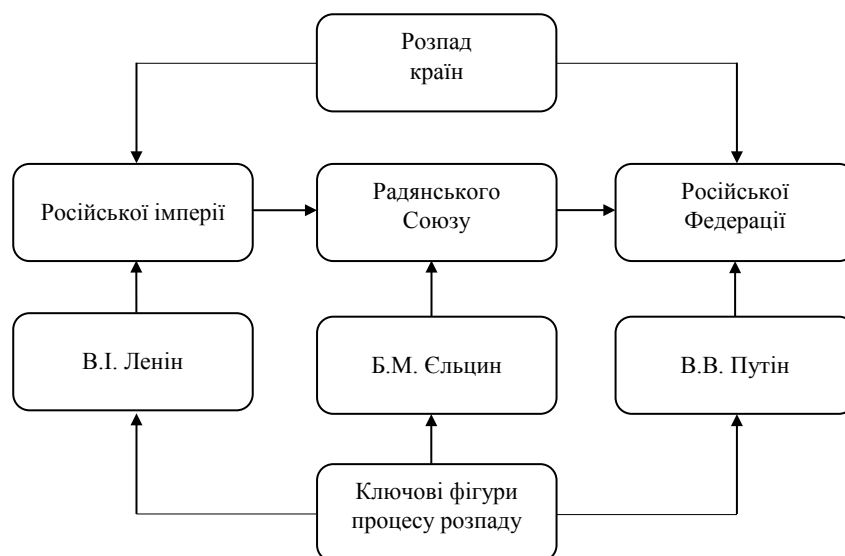 Розпад
країн
Російської імперії
Радянського
Союзу
Російської
Федерації
В.І. Ленін
Б.М. Єльцин
В.В. Путін
Ключові фігури
процесу розпаду